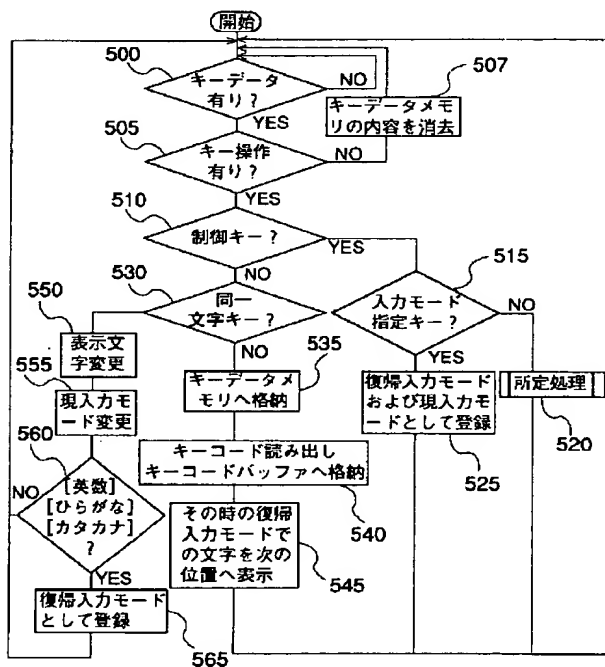 開始
500
キーデータ
有り?
NO
YES
507
キーデータメモ
リの内容を消去
505
キー操作
有り?
NO
YES
510
制御キー?
YES
NO
515
入力モード
指定キー?
NO
YES
530
同一
文字キー?
NO
550
表示文
字変更
555
現入力モ
ード変更
535
キーデータメ
モリへ格納
復帰入力モード
および現入力モ
ードとして登録
525
所定処理
520
キーコード読み出し
キーコードバッファへ格納
540
560
[英数]
[ひらがな]
[カタカナ]
?
NO
YES
その時の復帰
入力モードで
の文字を次の
位置へ表示
545
復帰入力モード
として登録
565